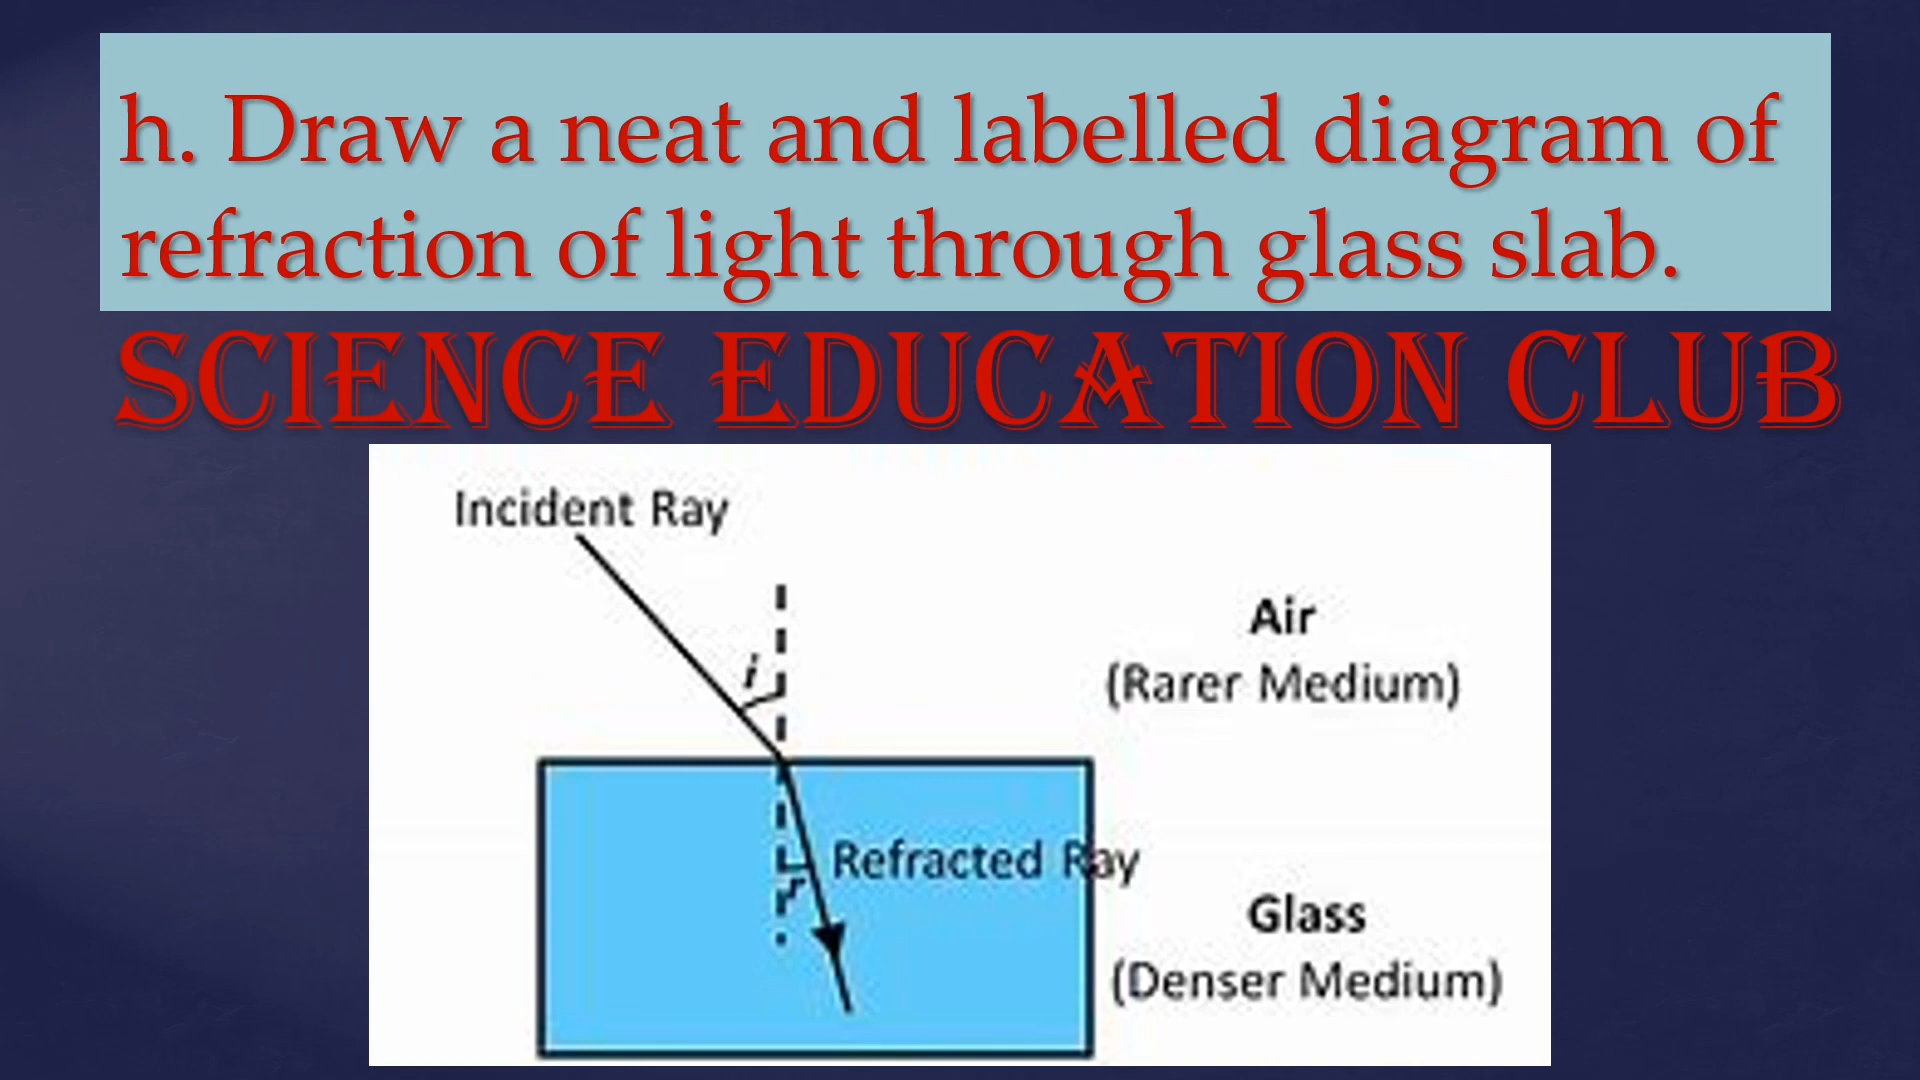 h. Draw a neat and labelled diagram of
refraction of light through glass slab.
SCIENCE EDUCATION CLUB
Incident Ray
i
Air
(Rarer Medium)
Refracted Ray
r
Glass
(Denser Medium)